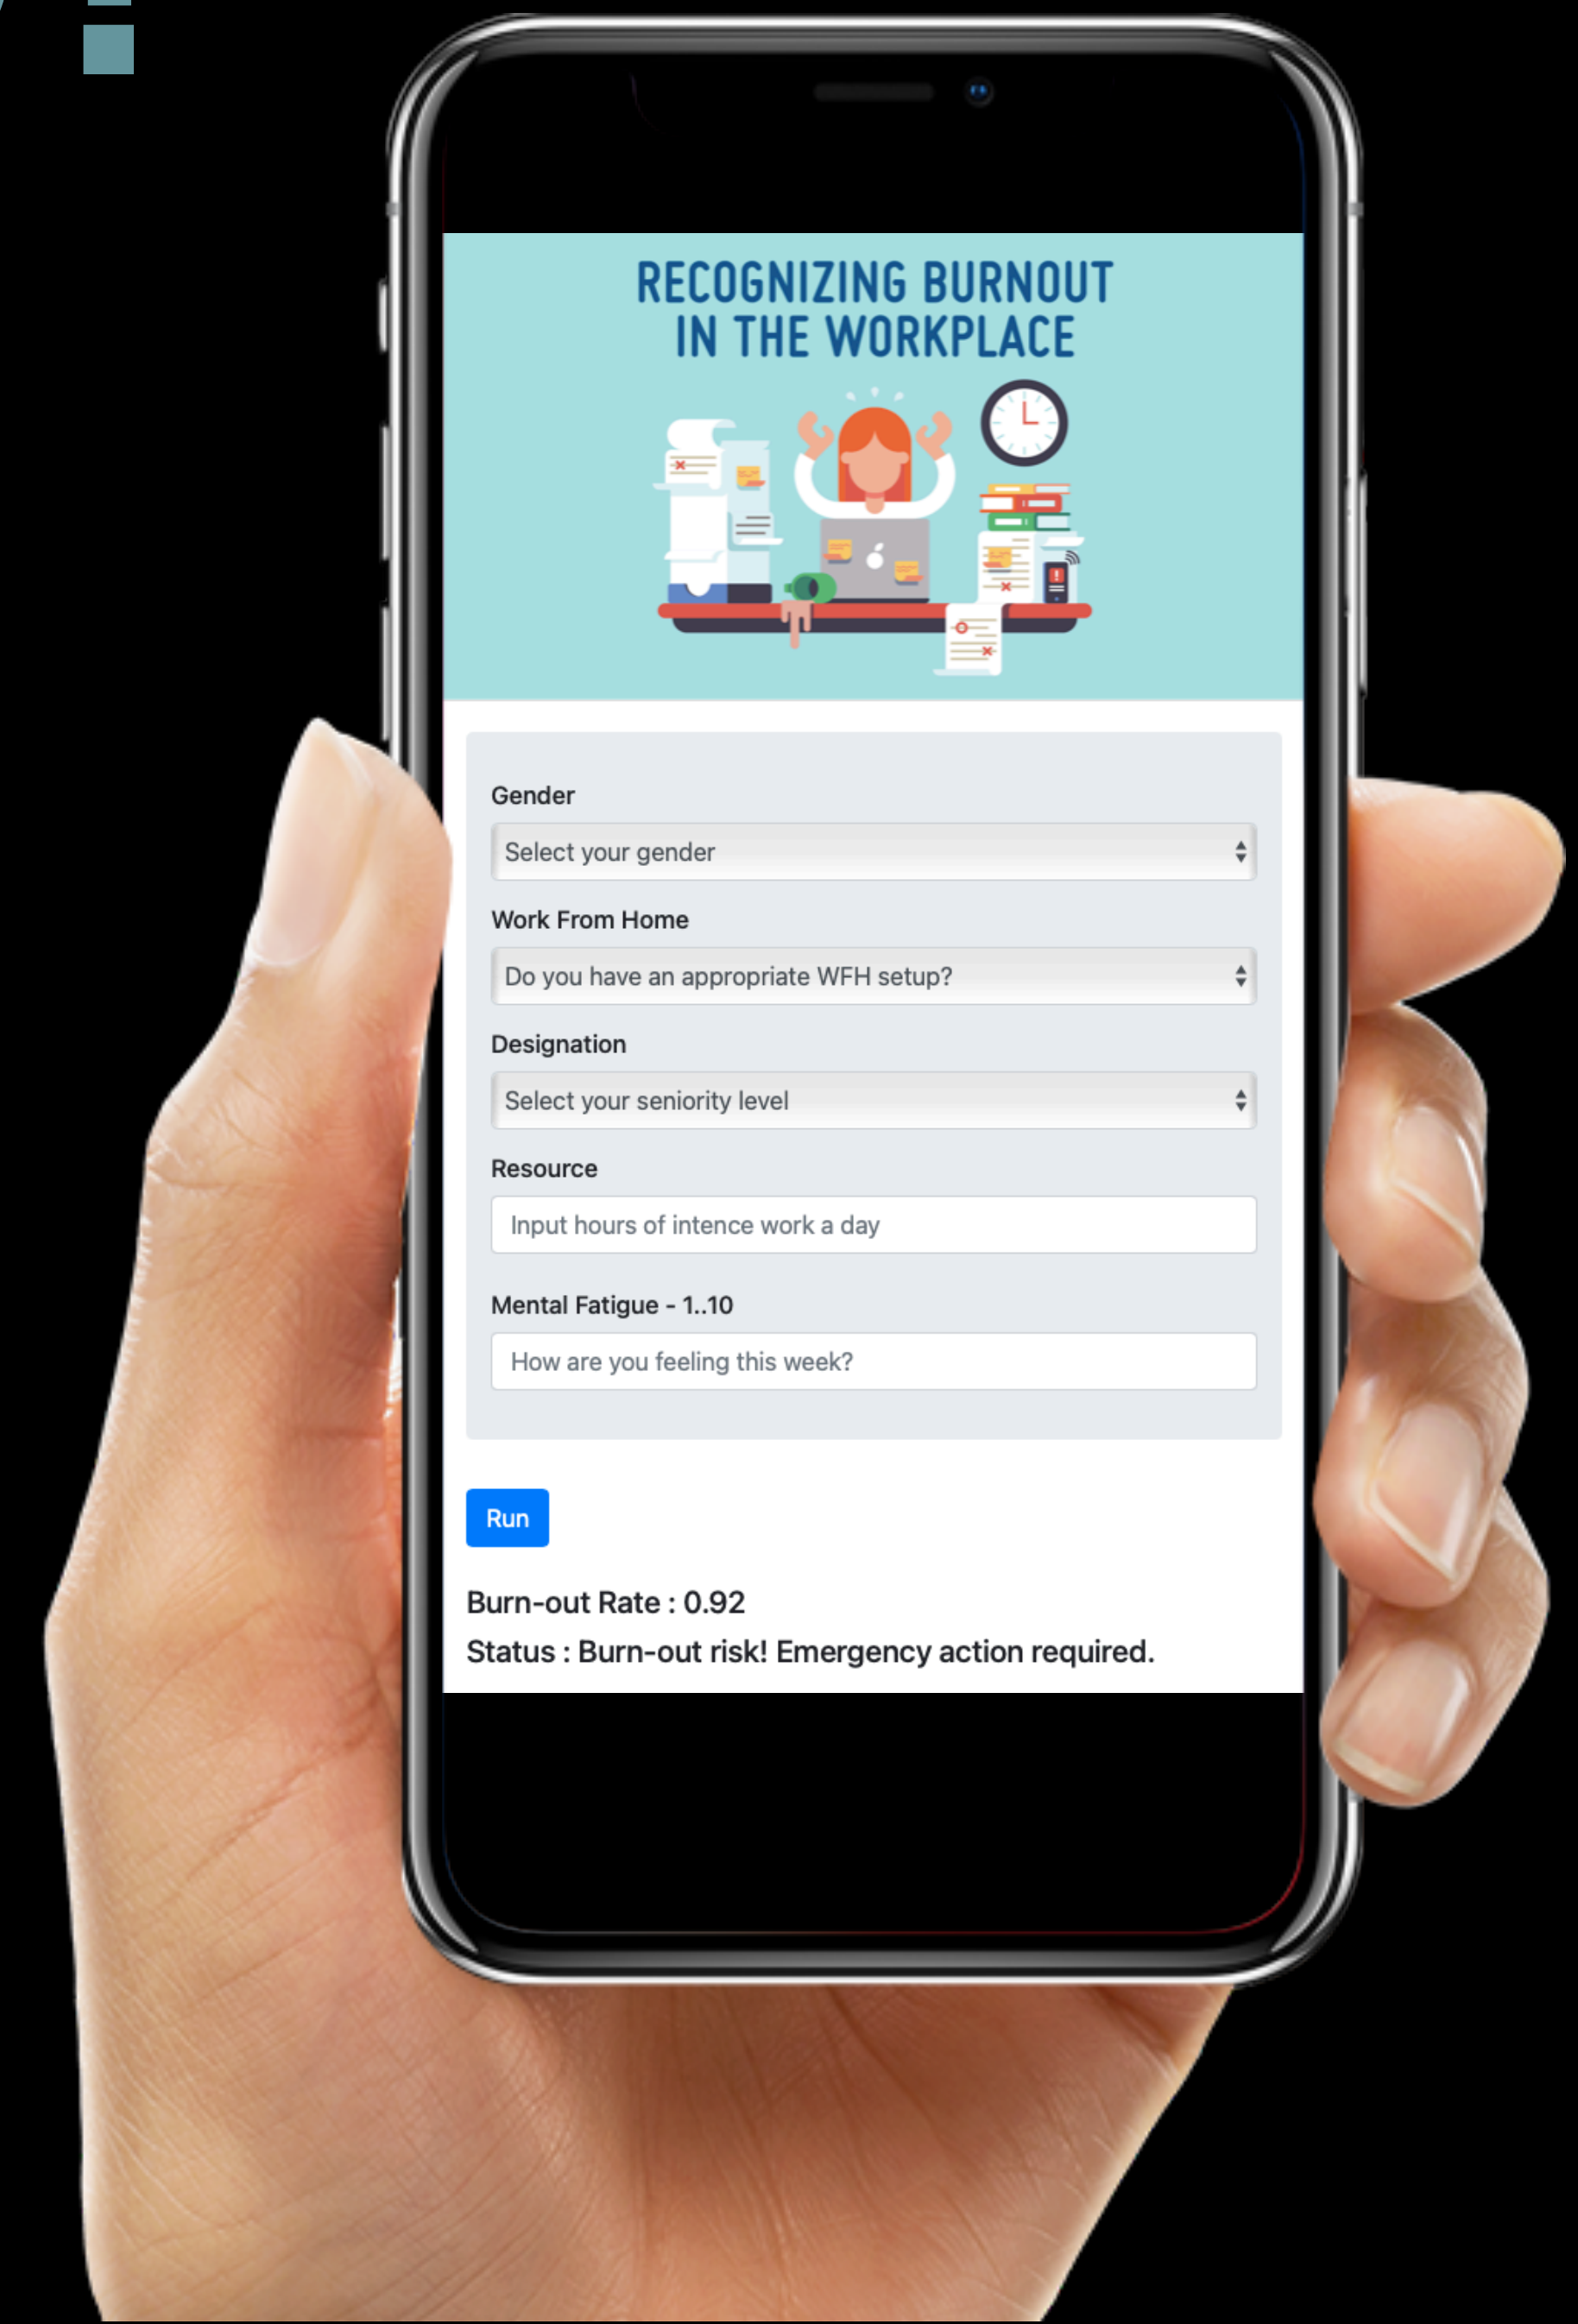 RECOGNIZING BURNOUT
IN THE WORKPLACE
Gender
Select your gender
Work From Home
Do you have an appropriate WFH setup?
Designation
Select your seniority level
Resource
Input hours of intence work a day
Mental Fatigue - 1..10
How are you feeling this week?
Run
Burn-out Rate : 0.92
Status : Burn-out risk! Emergency action required.